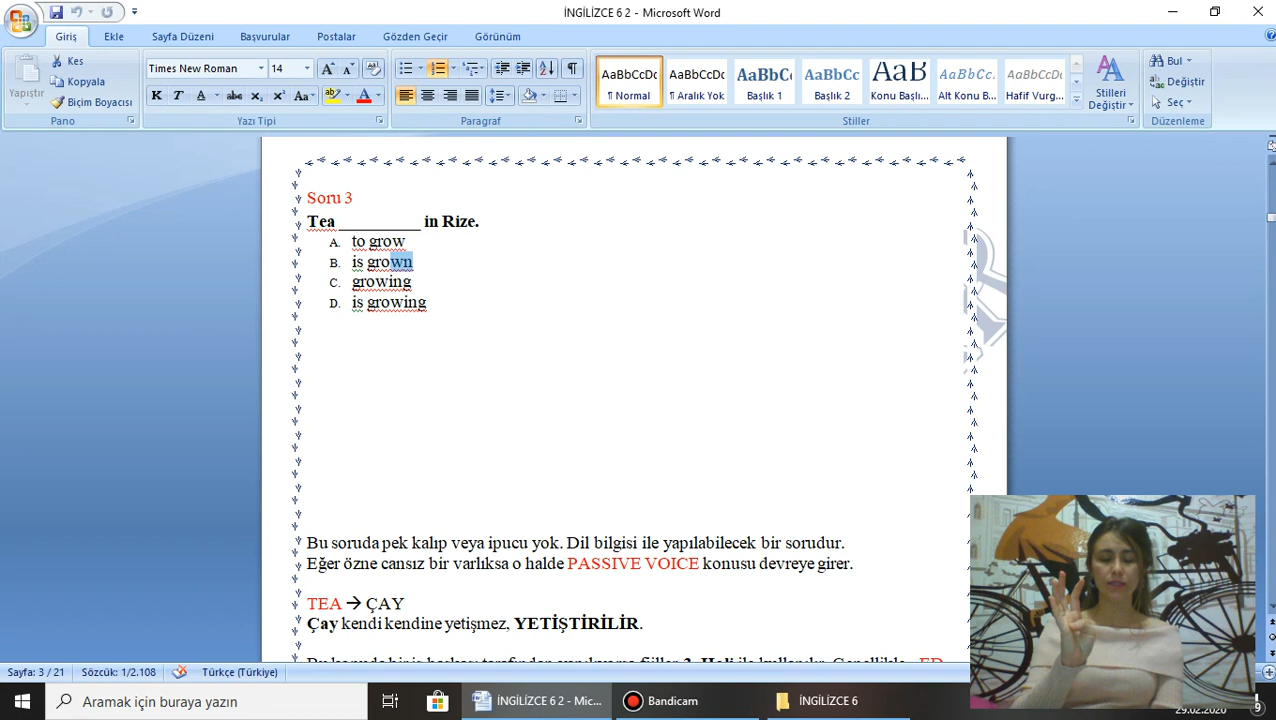 İNGİLİZCE 6 2 - Microsoft Word
Giriş Ekle Sayfa Düzeni Başvurular Postalar Gözden Geçir Görünüm
Yapıştır
Kes
Kopyala
Biçim Boyacısı
Pano
Times New Roman 14
Yazı Tipi
Paragraf
AaBbCcDc AaBbCcDc AaBbCc AaBbCc AaB AaBbCc. AaBbCcDc
¶ Normal ¶ Aralık Yok Başlık 1 Başlık 2 Konu Başlı... Alt Konu B... Hafif Vurg...
Stilleri Değiştir
Stiller
Bul
Değiştir
Seç
Düzenleme
Soru 3
Tea __________ in Rize.
A. to grow
B. is grown
C. growing
D. is growing
Bu soruda pek kalıp veya ipucu yok. Dil bilgisi ile yapılabilecek bir sorudur.
Eğer özne cansız bir varlıksa o halde PASSIVE VOICE konusu devreye girer.
TEA → ÇAY
Çay kendi kendine yetişmez, YETİŞTİRİLİR.
Sayfa: 3 / 21 Sözcük: 1/2.108 Türkçe (Türkiye)
Aramak için buraya yazın
İNGİLİZCE 6 2 - Mic...
Bandicam
İNGİLİZCE 6
29.02.2020